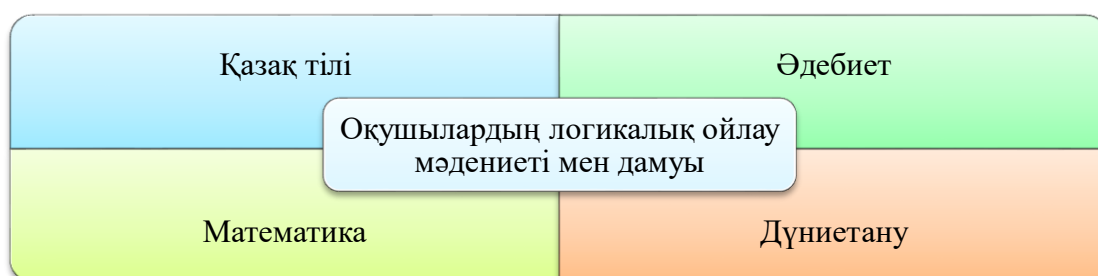 Қазақ тілі
Әдебиет
Оқушылардың логикалық ойлау
мәдениеті мен дамуы
Математика
Дүниетану